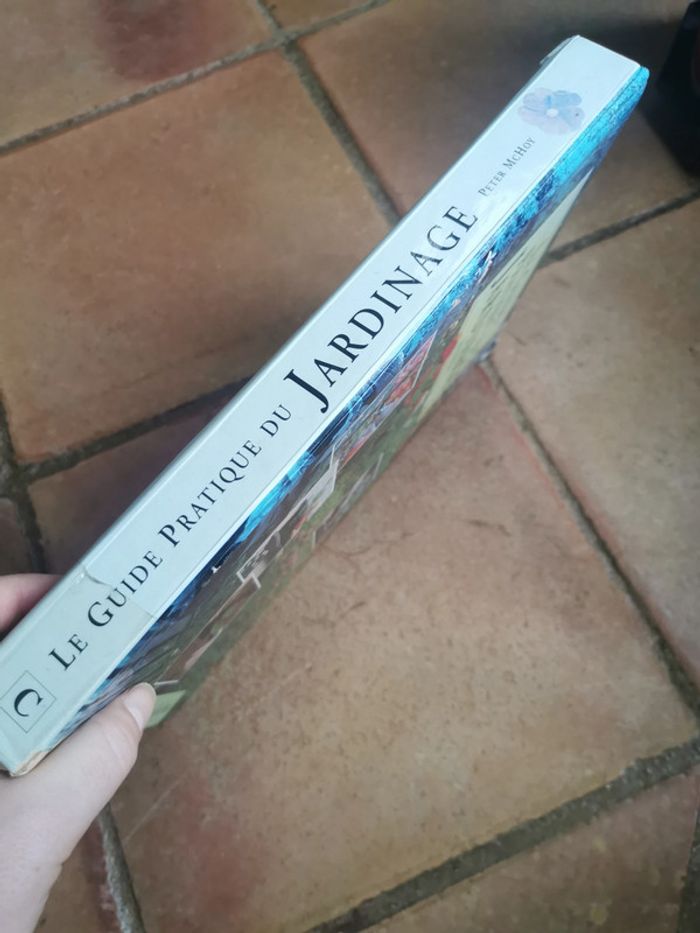 LE GUIDE PRATIQUE DU JARDINAGE
PETER MCHOY
C